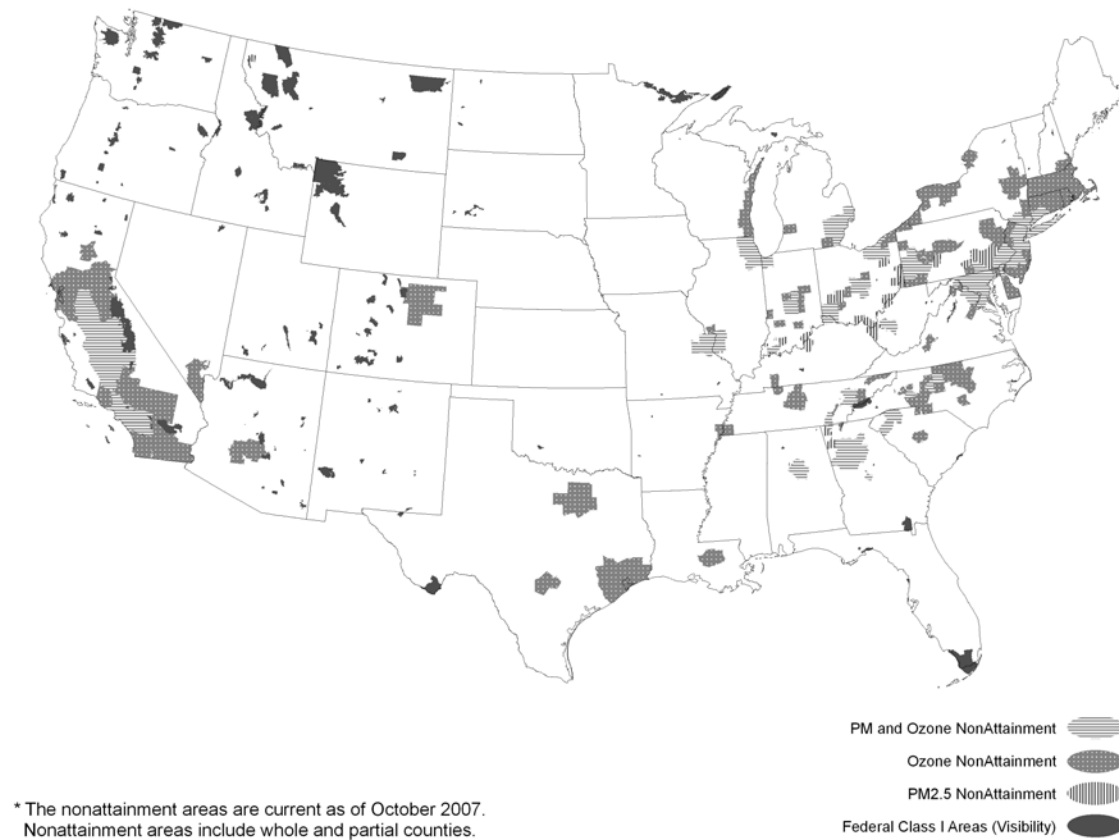 PM and Ozone NonAttainment
Ozone NonAttainment
PM2.5 NonAttainment
Federal Class I Areas (Visibility)
* The nonattainment areas are current as of October 2007.
Nonattainment areas include whole and partial counties.